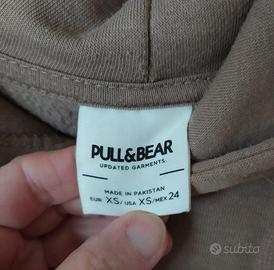 PULL&BEAR
UPDATED GARMENTS
MADE IN PAKISTAN
EUR XS/ USA XS/MEX 24
subito